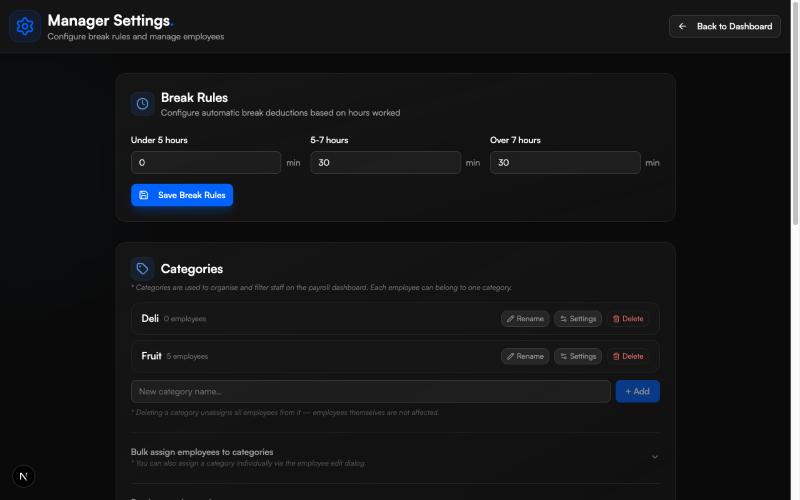 Manager Settings.
Configure break rules and manage employees
Back to Dashboard
Break Rules
Configure automatic break deductions based on hours worked
Under 5 hours
5-7 hours
Over 7 hours
0 min
30 min
30 min
Save Break Rules
Categories
* Categories are used to organise and filter staff on the payroll dashboard. Each employee can belong to one category.
Deli 0 employees Rename Settings Delete
Fruit 5 employees Rename Settings Delete
New category name... + Add
* Deleting a category unassigns all employees from it — employees themselves are not affected.
Bulk assign employees to categories
* You can also assign a category individually via the employee edit dialog.
N